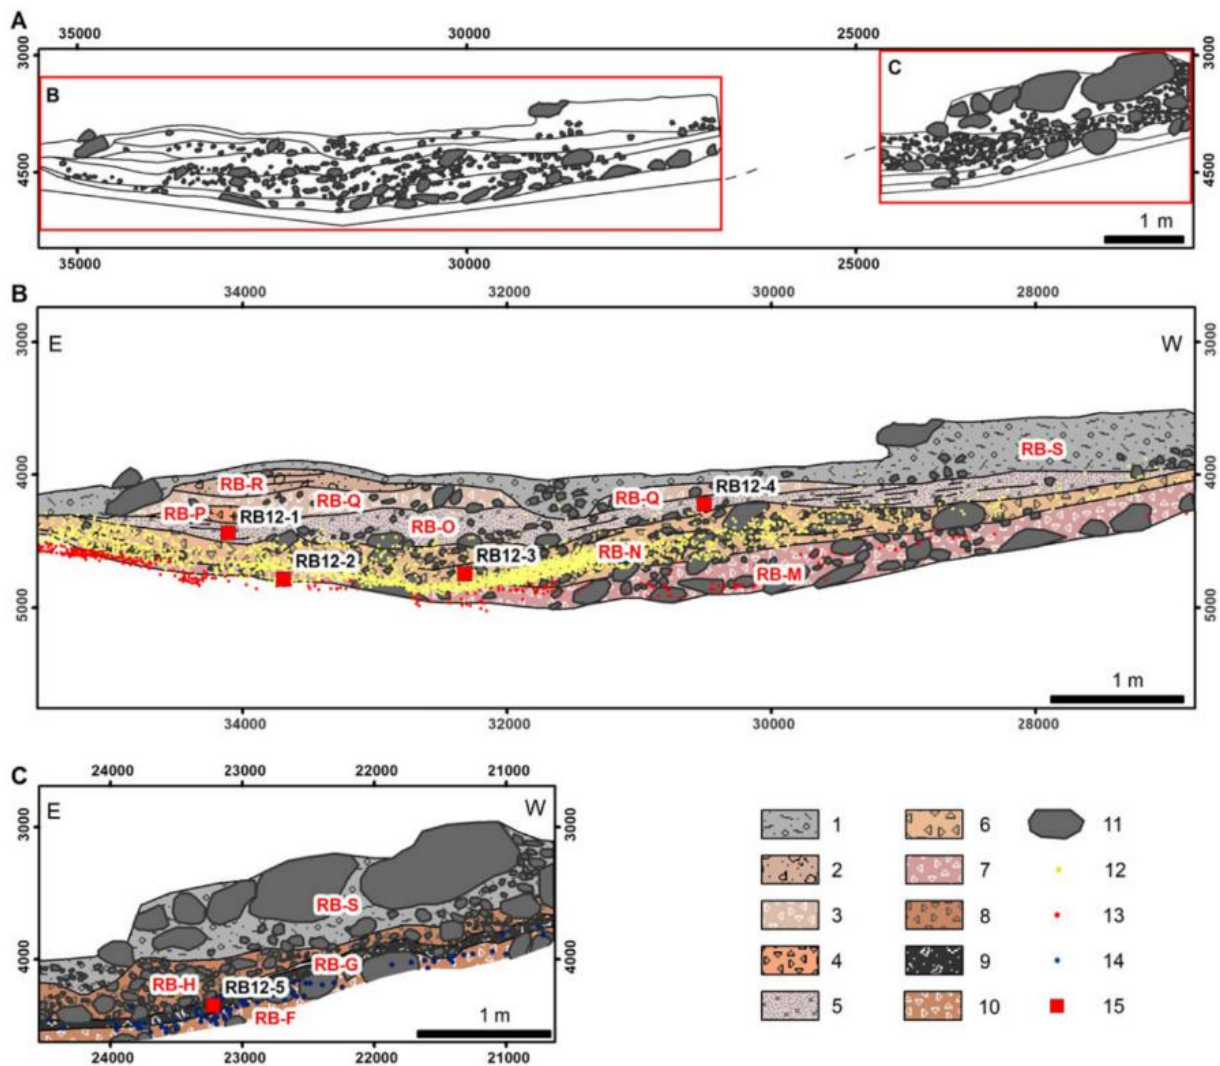 A
35000 30000 25000
3000 3000
B C
4500 4500
1 m
35000 30000 25000
B
34000 32000 30000 28000
E W
3000 3000
RB-S
4000 4000
RB-R
RB-Q RB-Q RB12-4
RB-P RB12-1
RB-O
RB12-2 RB12-3 RB-N
RB-M
5000 5000
1 m
34000 32000 30000 28000
C
24000 23000 22000 21000
E W
3000 3000
RB-S
4000 4000
RB-G
RB-H RB12-5
RB-F
1 m
24000 23000 22000 21000
1 6 11
2 7 12
3 8 13
4 9 14
5 10 15